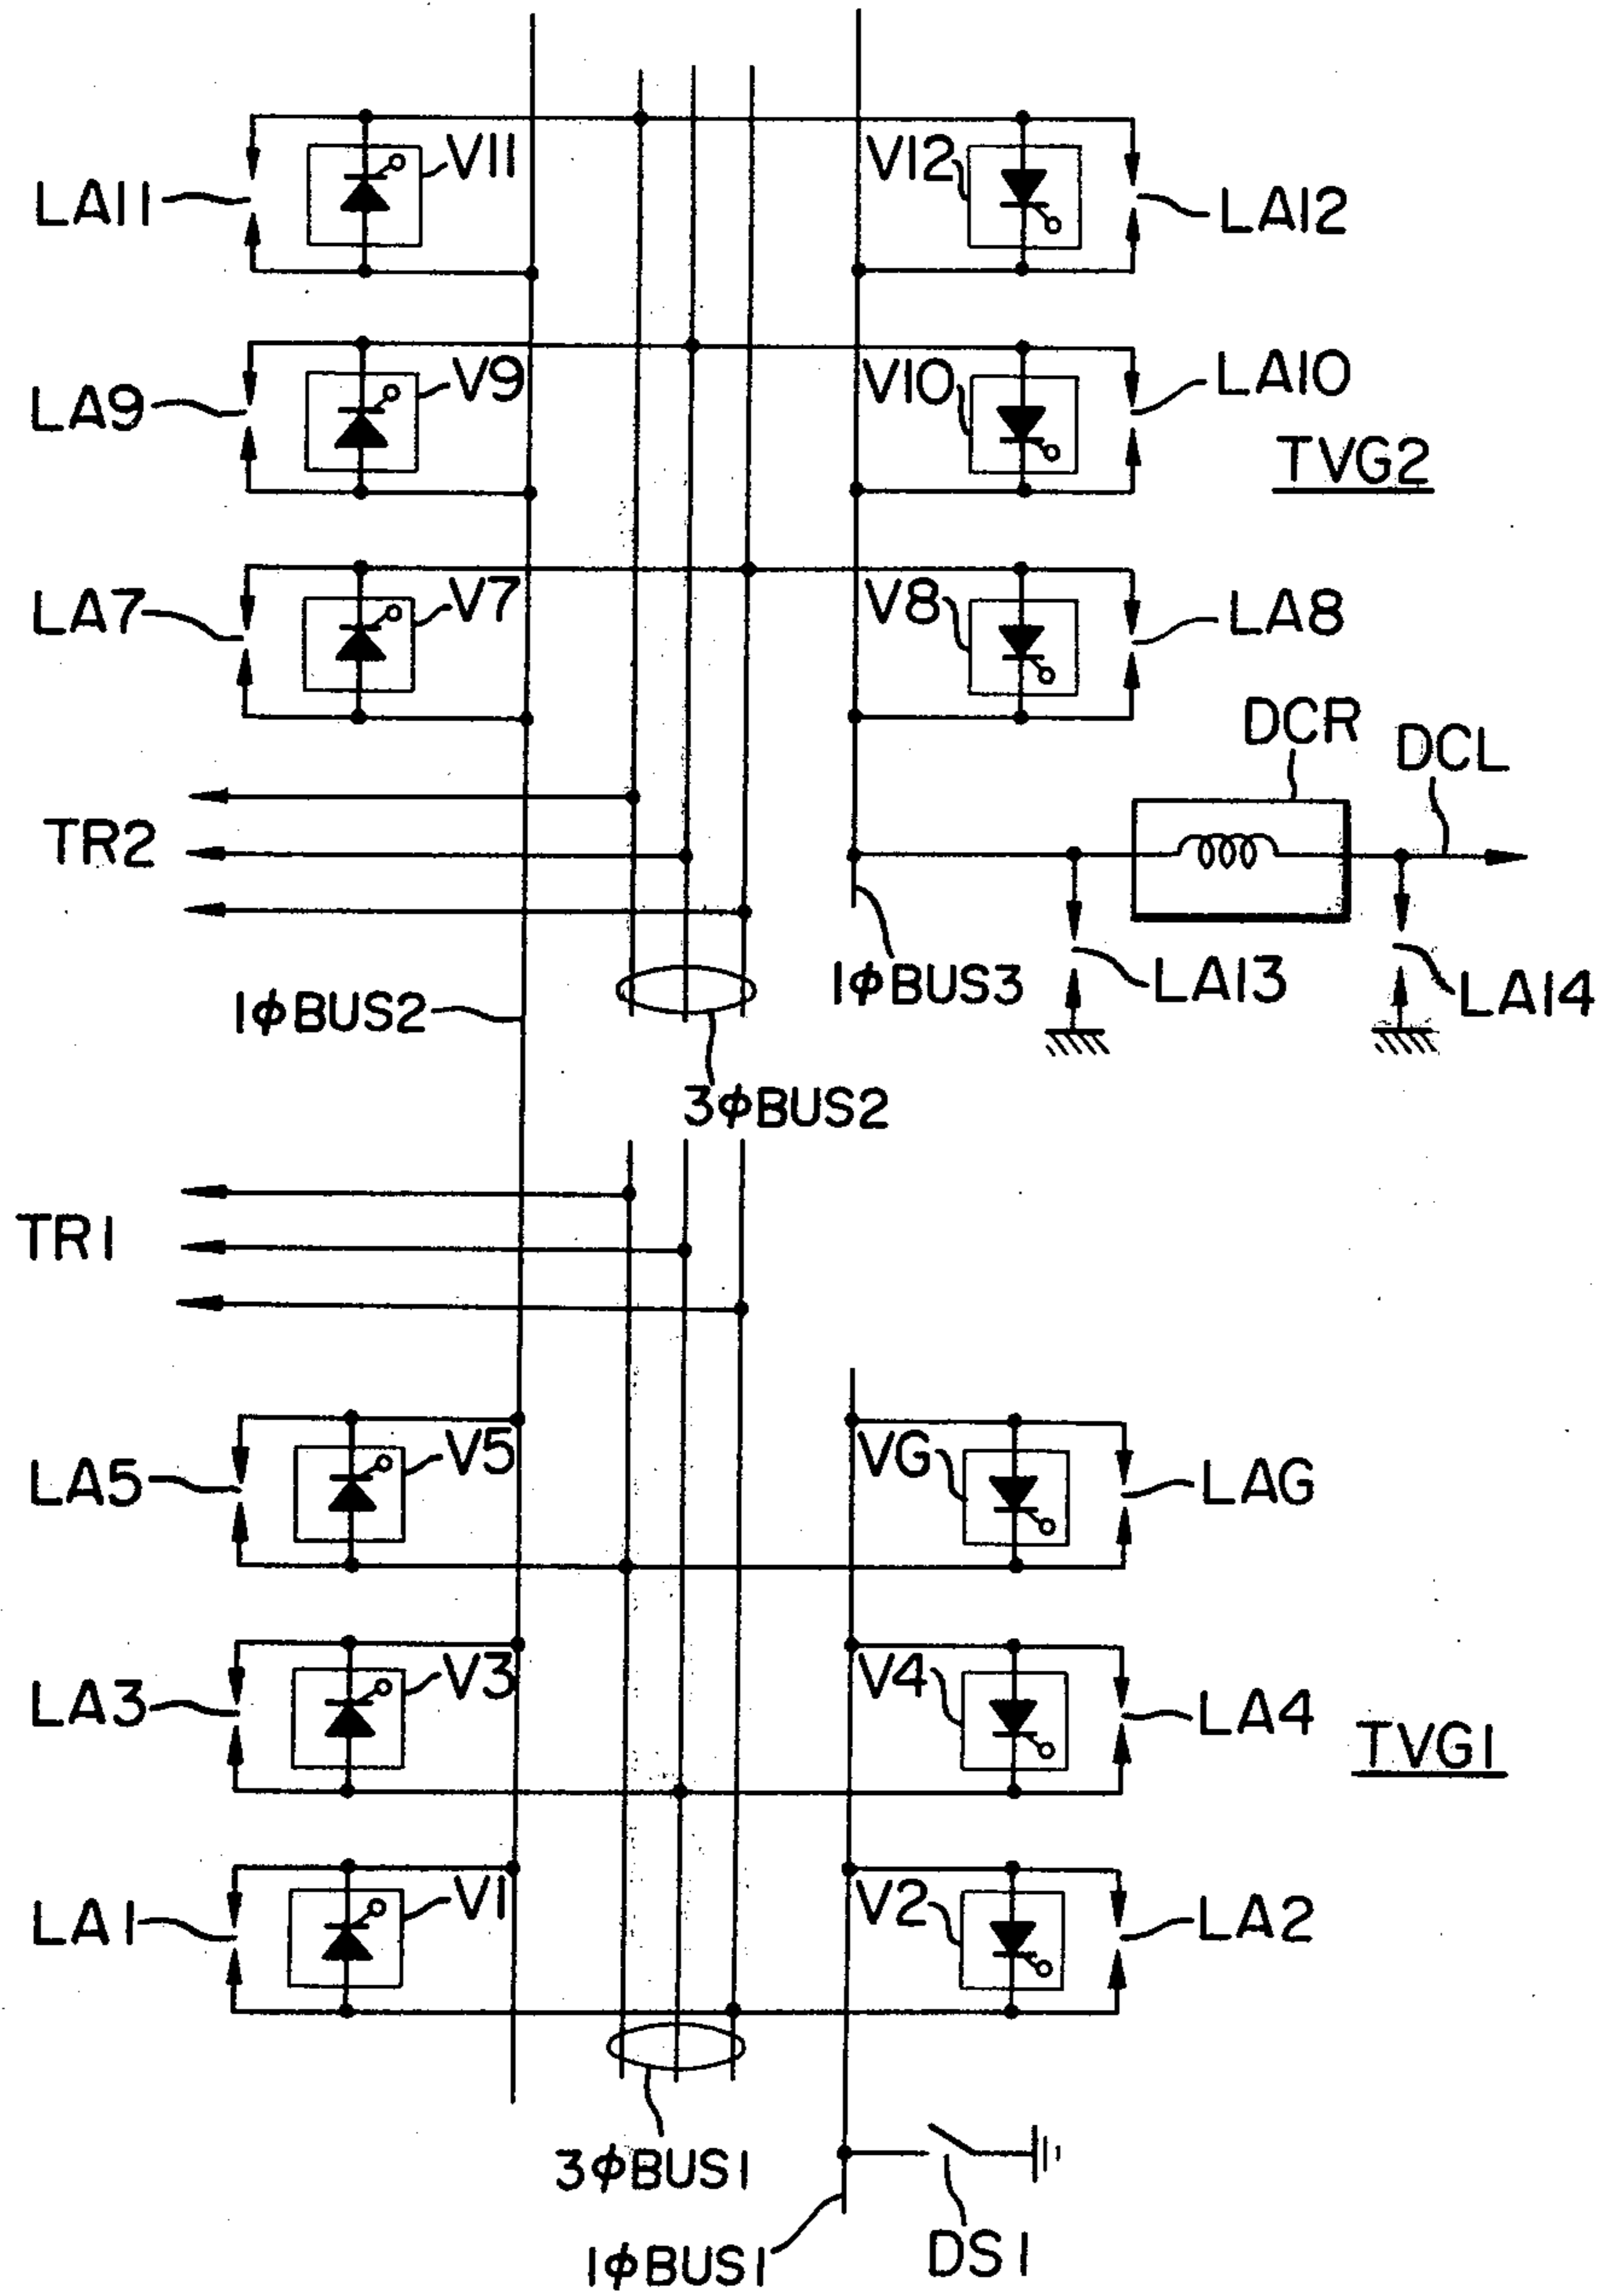 V11
V12
LA11
LA12
V9
V10
LA9
LA10
TVG2
V7
V8
LA7
LA8
DCR
DCL
TR2
1φBUS2
1φBUS3
LA13
LA14
3φBUS2
TR1
V5
VG
LA5
LAG
V3
V4
LA3
LA4
TVG1
V1
V2
LA1
LA2
3φBUS1
1φBUS1
DS1